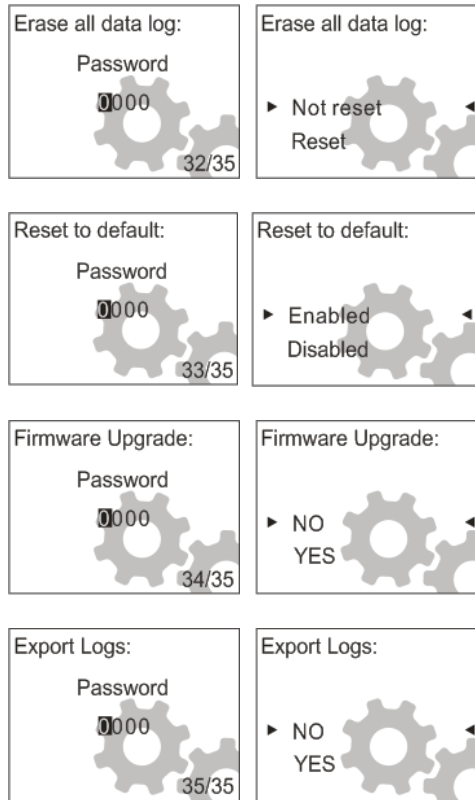 Erase all data log:
Password
0000
32/35
Erase all data log:
► Not reset ◄
Reset
Reset to default:
Password
0000
33/35
Reset to default:
► Enabled ◄
Disabled
Firmware Upgrade:
Password
0000
34/35
Firmware Upgrade:
► NO ◄
YES
Export Logs:
Password
0000
35/35
Export Logs:
► NO ◄
YES